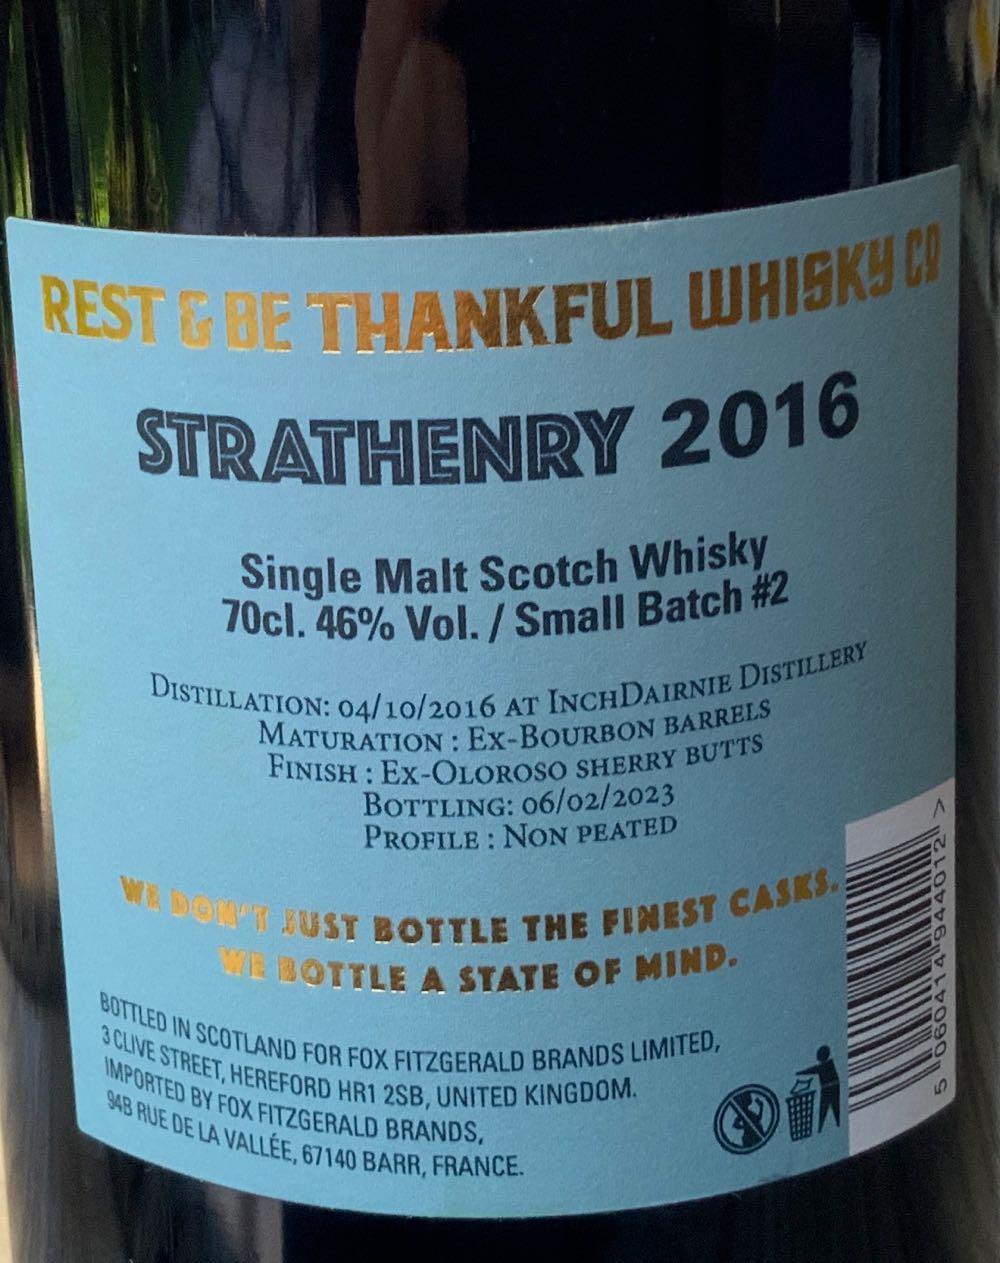 REST & BE THANKFUL WHISKY CO
STRATHENRY 2016
Single Malt Scotch Whisky
70cl. 46% Vol. / Small Batch #2
DISTILLATION: 04/10/2016 AT INCHDAIRNIE DISTILLERY
MATURATION : EX-BOURBON BARRELS
FINISH : EX-OLOROSO SHERRY BUTTS
BOTTLING: 06/02/2023
PROFILE : NON PEATED
WE DON'T JUST BOTTLE THE FINEST CASKS.
WE BOTTLE A STATE OF MIND.
BOTTLED IN SCOTLAND FOR FOX FITZGERALD BRANDS LIMITED,
3 CLIVE STREET, HEREFORD HR1 2SB, UNITED KINGDOM.
IMPORTED BY FOX FITZGERALD BRANDS,
94B RUE DE LA VALLÉE, 67140 BARR, FRANCE.
5 060414 944012 >